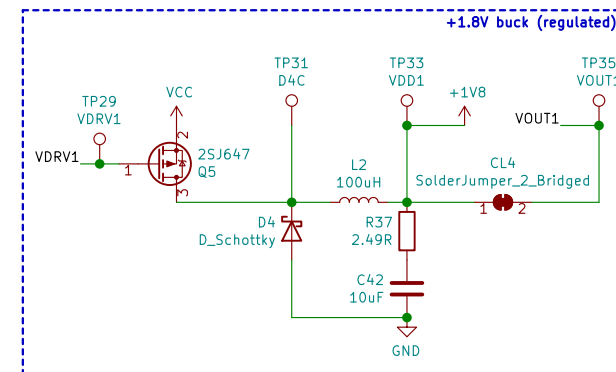 +1.8V buck (regulated)
TP31
D4C
TP33
VDD1
TP35
VOUT1
TP29
VDRV1
VCC
+1V8
VOUT1
VDRV1
2
1
3
2SJ647
Q5
L2
100uH
CL4
SolderJumper_2_Bridged
1
2
D4
D_Schottky
R37
2.49R
C42
10uF
GND